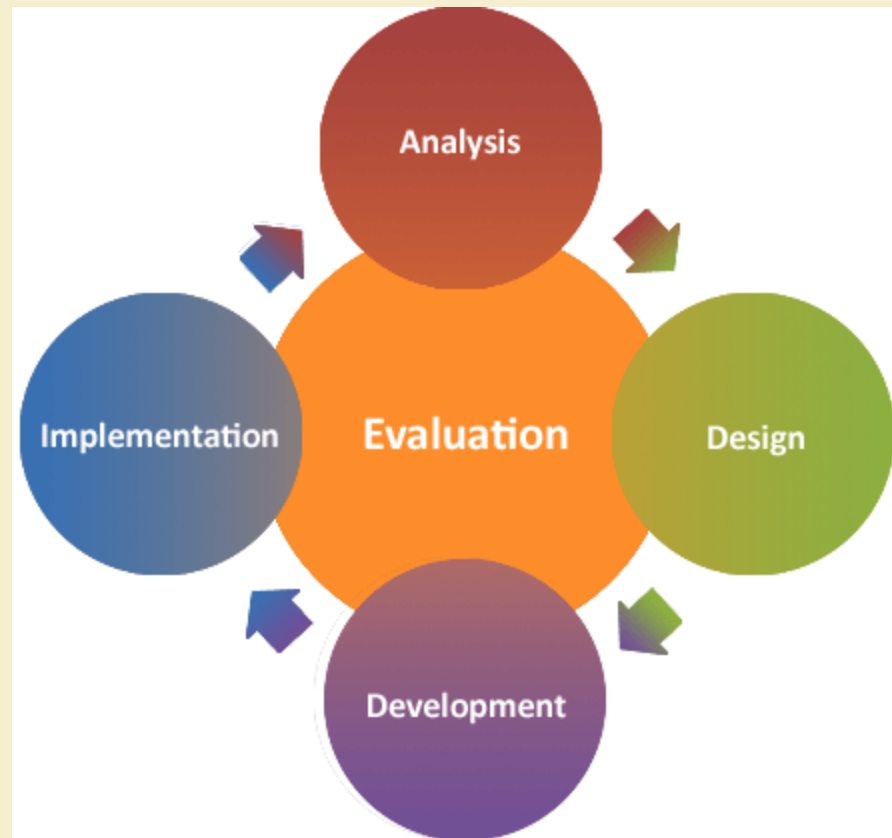 Analysis
Implementation
Evaluation
Design
Development